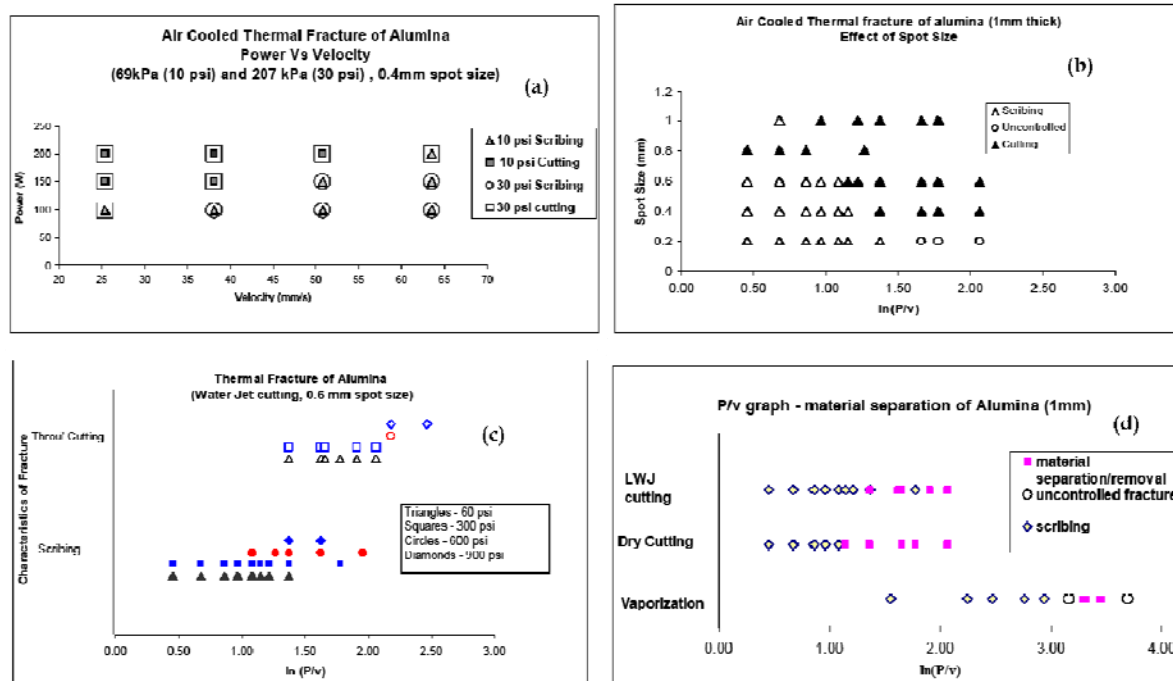 Air Cooled Thermal Fracture of Alumina
Power Vs Velocity
(69kPa (10 psi) and 207 kPa (30 psi) , 0.4mm spot size)
(a)
250
200
150
100
50
0
Power (W)
20 25 30 35 40 45 50 55 60 65 70
Velocity (mm/s)
10 psi Scribing
10 psi Cutting
30 psi Scribing
30 psi cutting
Air Cooled Thermal fracture of alumina (1mm thick)
Effect of Spot Size
(b)
1.2
1
0.8
0.6
0.4
0.2
0
Spot Size (mm)
0.00 0.50 1.00 1.50 2.00 2.50 3.00
ln(P/v)
Scribing
Uncontrolled
Cutting
Thermal Fracture of Alumina
(Water Jet cutting, 0.6 mm spot size)
(c)
Characteristics of Fracture
Throu' Cutting
Scribing
Triangles - 60 psi
Squares - 300 psi
Circles - 600 psi
Diamonds - 900 psi
0.00 0.50 1.00 1.50 2.00 2.50 3.00
ln (P/v)
P/v graph - material separation of Alumina (1mm)
(d)
LWJ
cutting
Dry Cutting
Vaporization
material
separation/removal
uncontrolled fracture
scribing
0.00 1.00 2.00 3.00 4.00
ln(P/v)